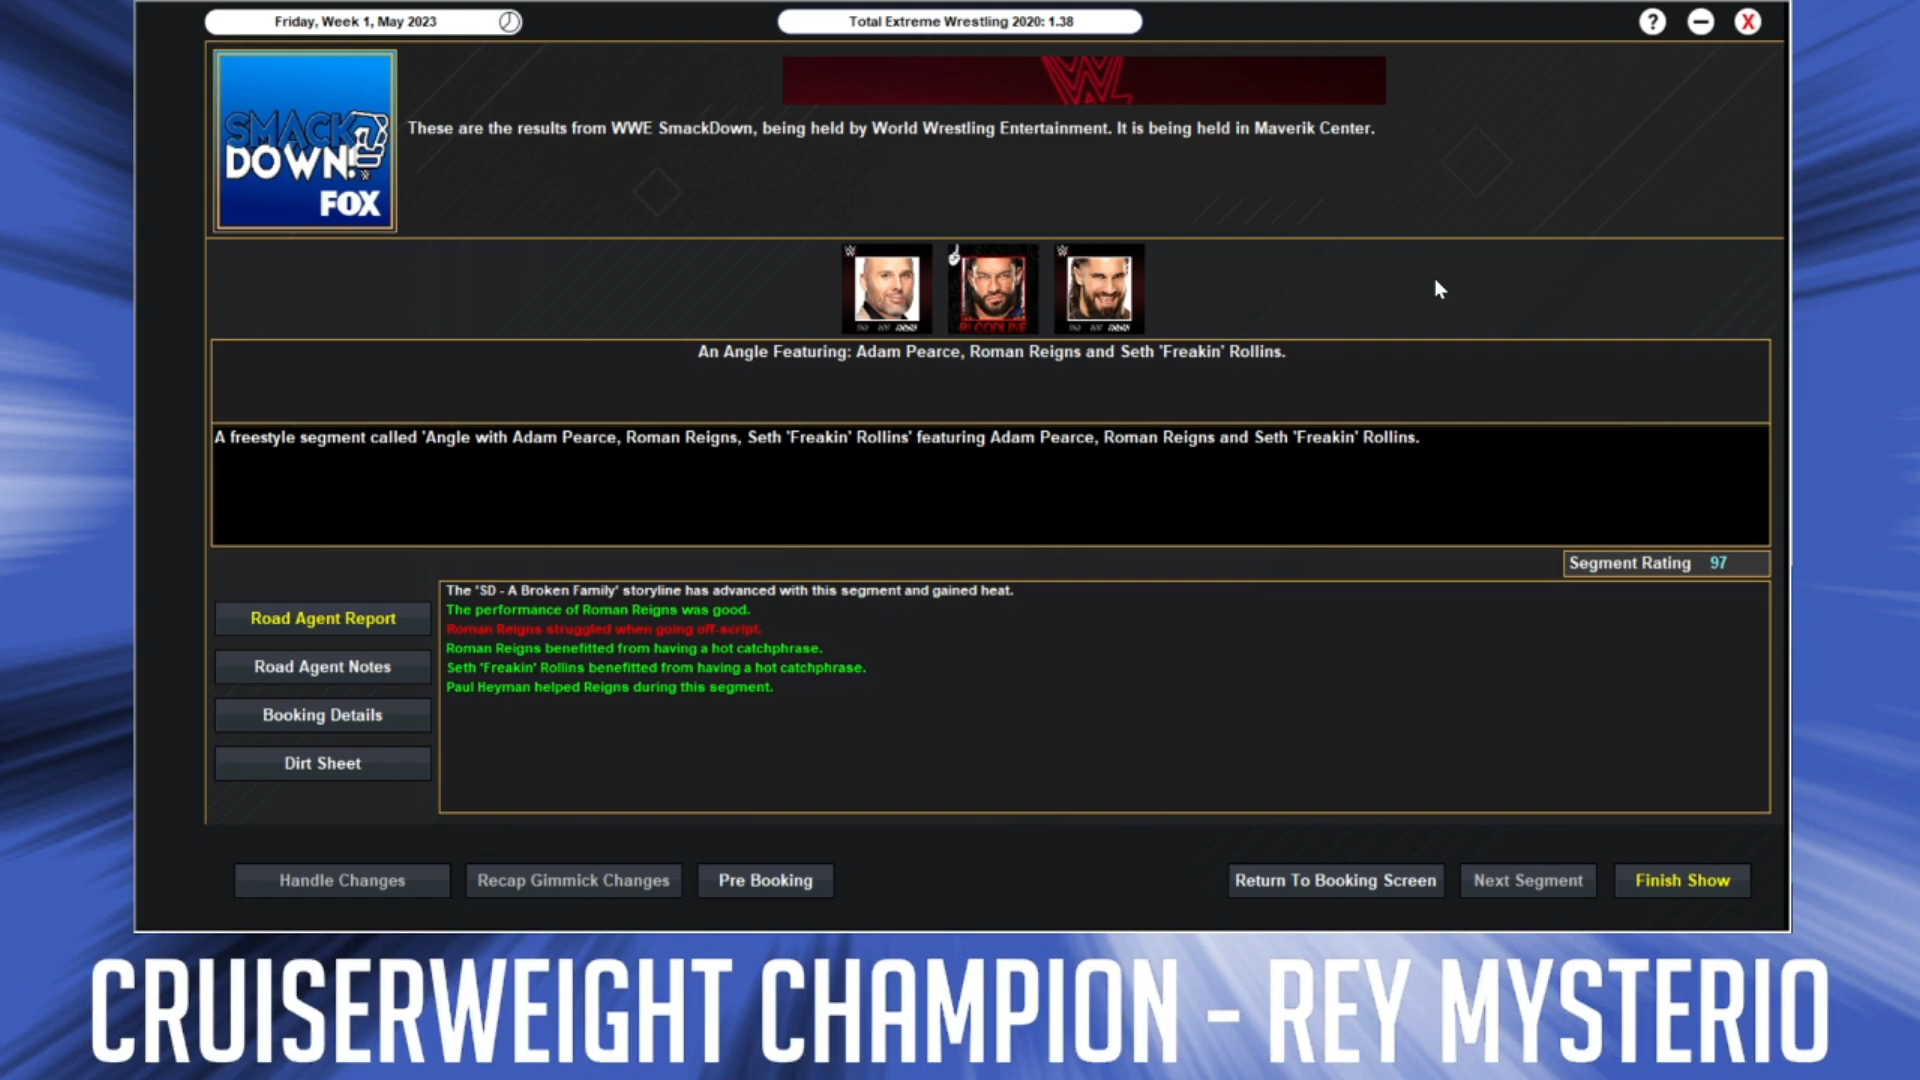 Friday, Week 1, May 2023
Total Extreme Wrestling 2020: 1.38
?
X
SMACK
DOWN!
FOX
These are the results from WWE SmackDown, being held by World Wrestling Entertainment. It is being held in Maverik Center.
BLOODLINE
An Angle Featuring: Adam Pearce, Roman Reigns and Seth 'Freakin' Rollins.
A freestyle segment called 'Angle with Adam Pearce, Roman Reigns, Seth 'Freakin' Rollins' featuring Adam Pearce, Roman Reigns and Seth 'Freakin' Rollins.
Segment Rating 97
Road Agent Report
Road Agent Notes
Booking Details
Dirt Sheet
The 'SD - A Broken Family' storyline has advanced with this segment and gained heat.
The performance of Roman Reigns was good.
Roman Reigns struggled when going off-script.
Roman Reigns benefitted from having a hot catchphrase.
Seth 'Freakin' Rollins benefitted from having a hot catchphrase.
Paul Heyman helped Reigns during this segment.
Handle Changes
Recap Gimmick Changes
Pre Booking
Return To Booking Screen
Next Segment
Finish Show
CRUISERWEIGHT CHAMPION - REY MYSTERIO